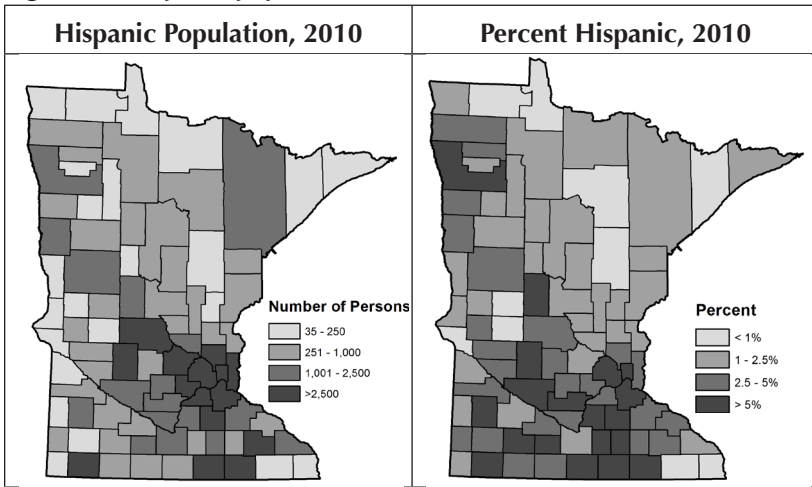 Hispanic Population, 2010
Percent Hispanic, 2010
Number of Persons
35 - 250
251 - 1,000
1,001 - 2,500
>2,500
Percent
< 1%
1 - 2.5%
2.5 - 5%
> 5%